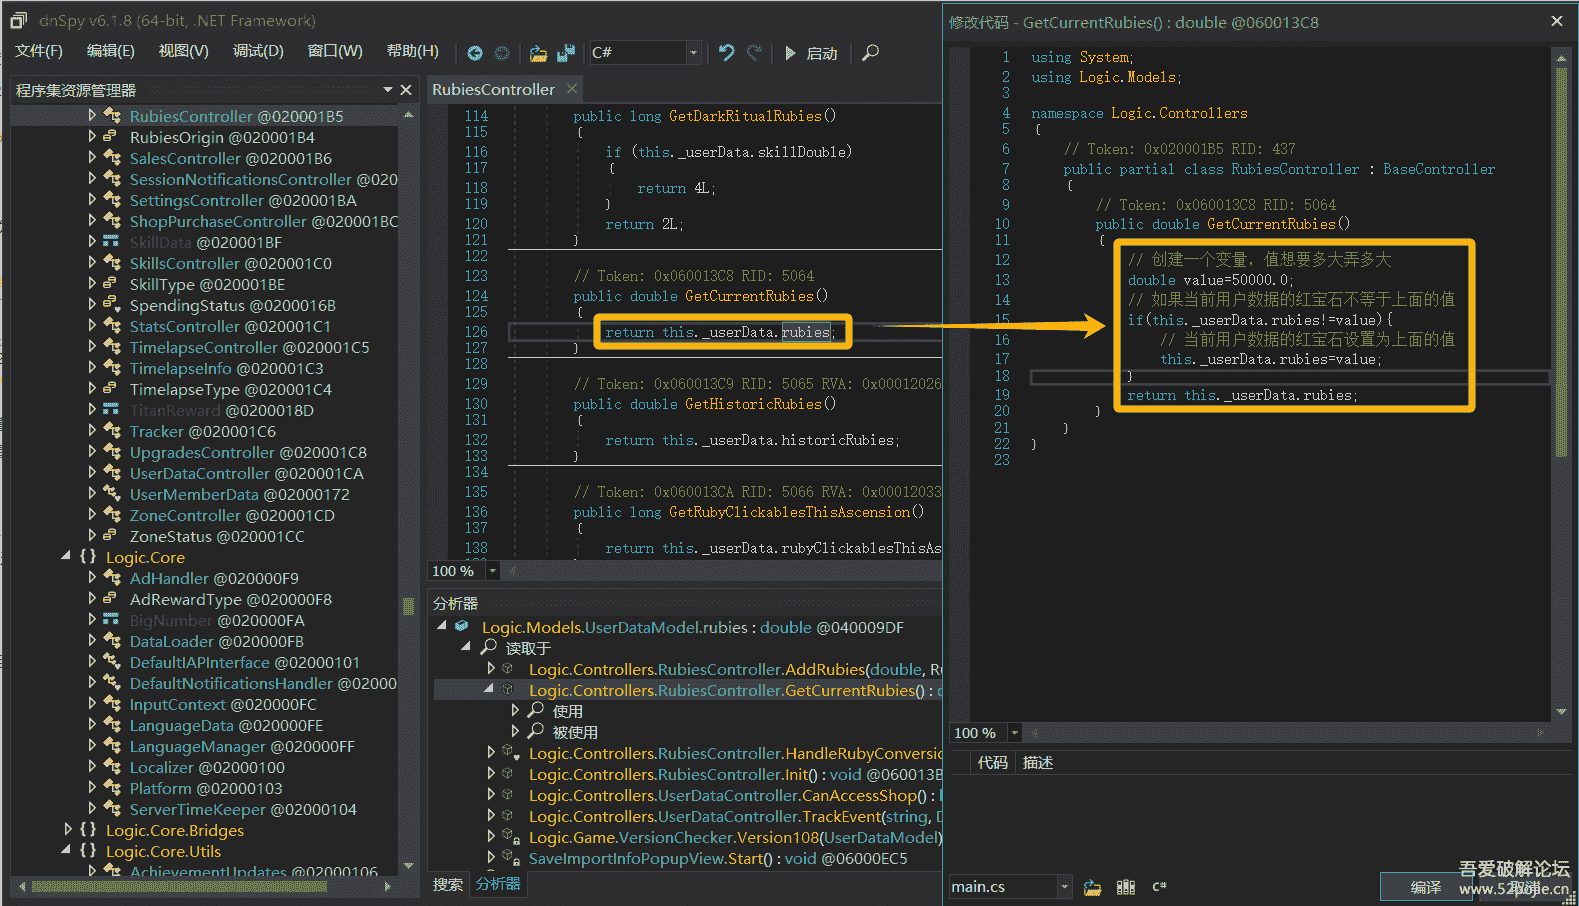 dnSpy v6.1.8 (64-bit, .NET Framework)
文件(F) 编辑(E) 视图(V) 调试(D) 窗口(W) 帮助(H) C# 启动
程序集资源管理器
RubiesController @020001B5
RubiesOrigin @020001B4
SalesController @020001B6
SessionNotificationsController @020
SettingsController @020001BA
ShopPurchaseController @020001BC
SkillData @020001BF
SkillsController @020001C0
SkillType @020001BE
SpendingStatus @0200016B
StatsController @020001C1
TimelapseController @020001C5
TimelapseInfo @020001C3
TimelapseType @020001C4
TitanReward @0200018D
Tracker @020001C6
UpgradesController @020001C8
UserDataController @020001CA
UserMemberData @02000172
ZoneController @020001CD
ZoneStatus @020001CC
{ } Logic.Core
AdHandler @020000F9
AdRewardType @020000F8
BigNumber @020000FA
DataLoader @020000FB
DefaultIAPInterface @02000101
DefaultNotificationsHandler @02000
InputContext @020000FC
LanguageData @020000FE
LanguageManager @020000FF
Localizer @02000100
Platform @02000103
ServerTimeKeeper @02000104
{ } Logic.Core.Bridges
{ } Logic.Core.Utils
AchievementUpdates @02000106
RubiesController
114 public long GetDarkRitualRubies()
115 {
116 if (this._userData.skillDouble)
117 {
118 return 4L;
119 }
120 return 2L;
121 }
122
123 // Token: 0x060013C8 RID: 5064
124 public double GetCurrentRubies()
125 {
126 return this._userData.rubies;
127 }
128
129 // Token: 0x060013C9 RID: 5065 RVA: 0x00012026
130 public double GetHistoricRubies()
131 {
132 return this._userData.historicRubies;
133 }
134
135 // Token: 0x060013CA RID: 5066 RVA: 0x00012033
136 public long GetRubyClickablesThisAscension()
137 {
138 return this._userData.rubyClickablesThisAs
100 %
分析器
Logic.Models.UserDataModel.rubies : double @040009DF
读取于
Logic.Controllers.RubiesController.AddRubies(double, Ru
Logic.Controllers.RubiesController.GetCurrentRubies() : d
使用
被使用
Logic.Controllers.RubiesController.HandleRubyConversio
Logic.Controllers.RubiesController.Init() : void @060013B
Logic.Controllers.UserDataController.CanAccessShop() : b
Logic.Controllers.UserDataController.TrackEvent(string, D
Logic.Game.VersionChecker.Version108(UserDataModel)
SaveImportInfoPopupView.Start() : void @06000EC5
搜索 分析器
修改代码 - GetCurrentRubies() : double @060013C8
1 using System;
2 using Logic.Models;
3
4 namespace Logic.Controllers
5 {
6 // Token: 0x020001B5 RID: 437
7 public partial class RubiesController : BaseController
8 {
9 // Token: 0x060013C8 RID: 5064
10 public double GetCurrentRubies()
11 {
12 // 创建一个变量，值想要多大弄多大
13 double value=50000.0;
14 // 如果当前用户数据的红宝石不等于上面的值
15 if(this._userData.rubies!=value){
16 // 当前用户数据的红宝石设置为上面的值
17 this._userData.rubies=value;
18 }
19 return this._userData.rubies;
20 }
21 }
22 }
23
100 %
代码 描述
main.cs C#
编译 取消
吾爱破解论坛
www.52pojie.cn